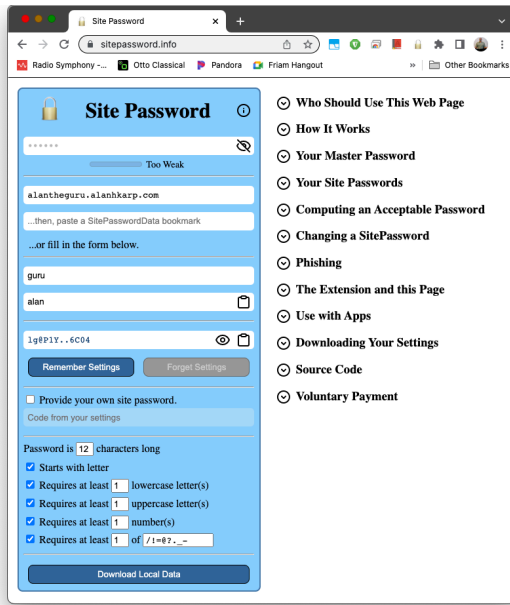 Site Password
sitepassword.info
Radio Symphony -... Otto Classical Pandora Friam Hangout » Other Bookmarks
Site Password
Too Weak
alantheguru.alanhkarp.com
...then, paste a SitePasswordData bookmark
...or fill in the form below.
guru
alan
1g@P1Y..6C04
Remember Settings Forget Settings
Provide your own site password.
Code from your settings
Password is 12 characters long
Starts with letter
Requires at least 1 lowercase letter(s)
Requires at least 1 uppercase letter(s)
Requires at least 1 number(s)
Requires at least 1 of /!=@?._-
Download Local Data
Who Should Use This Web Page
How It Works
Your Master Password
Your Site Passwords
Computing an Acceptable Password
Changing a SitePassword
Phishing
The Extension and this Page
Use with Apps
Downloading Your Settings
Source Code
Voluntary Payment